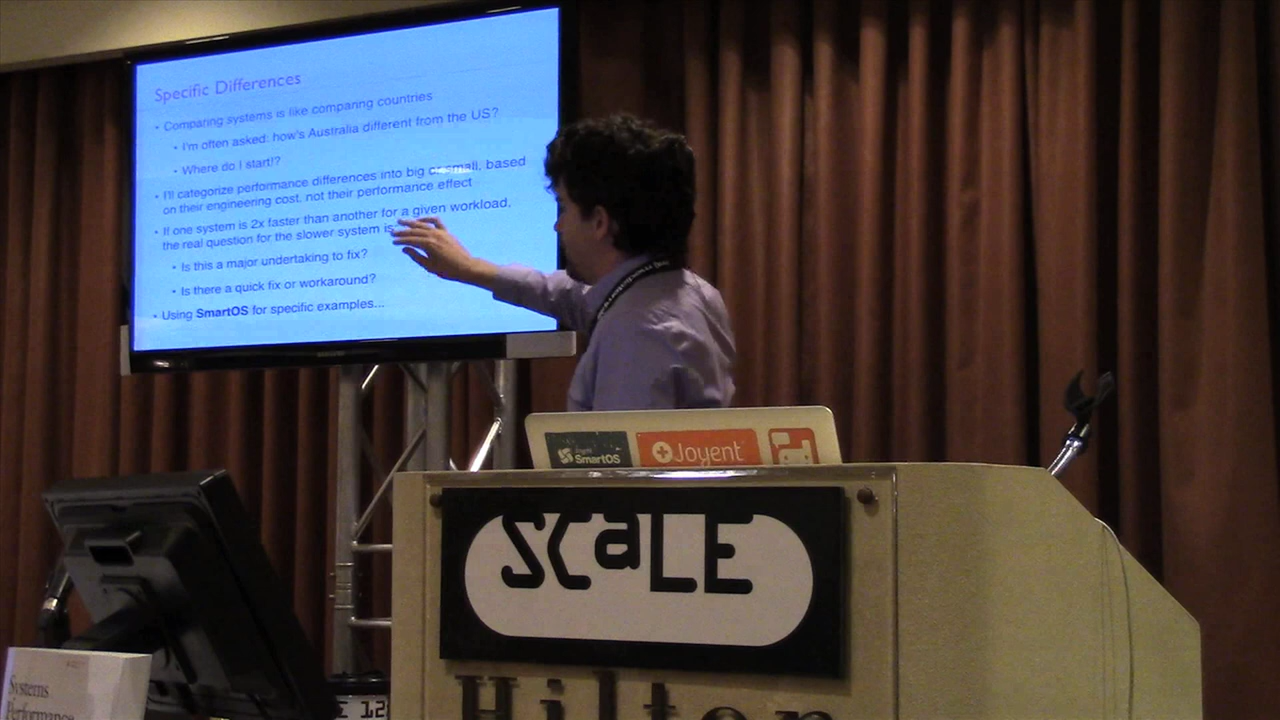 Specific Differences
• Comparing systems is like comparing countries
• I'm often asked: how's Australia different from the US?
• Where do I start!?
• I'll categorize performance differences into big or small, based
on their engineering cost, not their performance effect
• If one system is 2x faster than another for a given workload,
the real question for the slower system is
• Is this a major undertaking to fix?
• Is there a quick fix or workaround?
• Using SmartOS for specific examples...
SmartOS
Joyent
SCaLE
Hilton
Systems
Performance